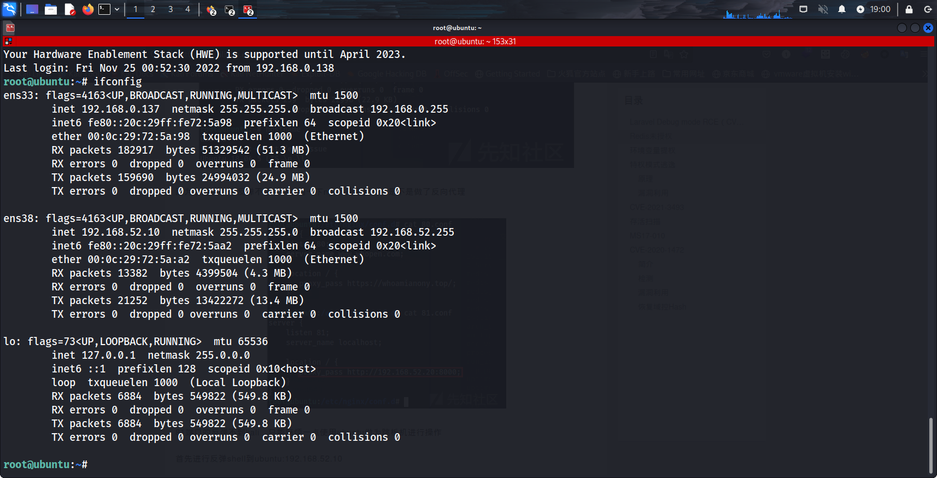 1 2 3 4
19:00
root@ubuntu: ~
root@ubuntu: ~ 153x31
Your Hardware Enablement Stack (HWE) is supported until April 2023.
Last login: Fri Nov 25 00:52:30 2022 from 192.168.0.138
root@ubuntu:~# ifconfig
ens33: flags=4163<UP,BROADCAST,RUNNING,MULTICAST>  mtu 1500
        inet 192.168.0.137  netmask 255.255.255.0  broadcast 192.168.0.255
        inet6 fe80::20c:29ff:fe72:5a98  prefixlen 64  scopeid 0x20<link>
        ether 00:0c:29:72:5a:98  txqueuelen 1000  (Ethernet)
        RX packets 182917  bytes 51329542 (51.3 MB)
        RX errors 0  dropped 0  overruns 0  frame 0
        TX packets 159690  bytes 24994032 (24.9 MB)
        TX errors 0  dropped 0 overruns 0  carrier 0  collisions 0
ens38: flags=4163<UP,BROADCAST,RUNNING,MULTICAST>  mtu 1500
        inet 192.168.52.10  netmask 255.255.255.0  broadcast 192.168.52.255
        inet6 fe80::20c:29ff:fe72:5aa2  prefixlen 64  scopeid 0x20<link>
        ether 00:0c:29:72:5a:a2  txqueuelen 1000  (Ethernet)
        RX packets 13382  bytes 4399504 (4.3 MB)
        RX errors 0  dropped 0  overruns 0  frame 0
        TX packets 21252  bytes 13422272 (13.4 MB)
        TX errors 0  dropped 0 overruns 0  carrier 0  collisions 0
lo: flags=73<UP,LOOPBACK,RUNNING>  mtu 65536
        inet 127.0.0.1  netmask 255.0.0.0
        inet6 ::1  prefixlen 128  scopeid 0x10<host>
        loop  txqueuelen 1000  (Local Loopback)
        RX packets 6884  bytes 549822 (549.8 KB)
        RX errors 0  dropped 0  overruns 0  frame 0
        TX packets 6884  bytes 549822 (549.8 KB)
        TX errors 0  dropped 0 overruns 0  carrier 0  collisions 0
root@ubuntu:~#